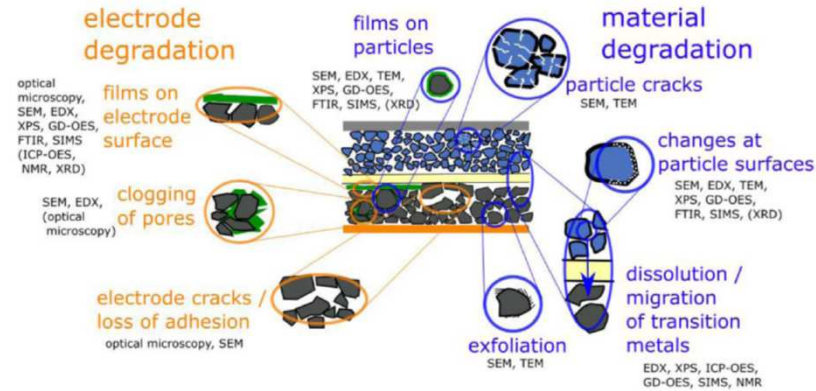 electrode
degradation
optical
microscopy,
SEM, EDX,
XPS, GD-OES,
FTIR, SIMS
(ICP-OES,
NMR, XRD)
films on
electrode
surface
SEM, EDX,
(optical
microscopy)
clogging
of pores
electrode cracks /
loss of adhesion
optical microscopy, SEM
films on
particles
SEM, EDX, TEM,
XPS, GD-OES,
FTIR, SIMS, (XRD)
material
degradation
particle cracks
SEM, TEM
changes at
particle surfaces
SEM, EDX, TEM,
XPS, GD-OES,
FTIR, SIMS, (XRD)
exfoliation
SEM, TEM
dissolution /
migration
of transition
metals
EDX, XPS, ICP-OES,
GD-OES, SIMS, NMR